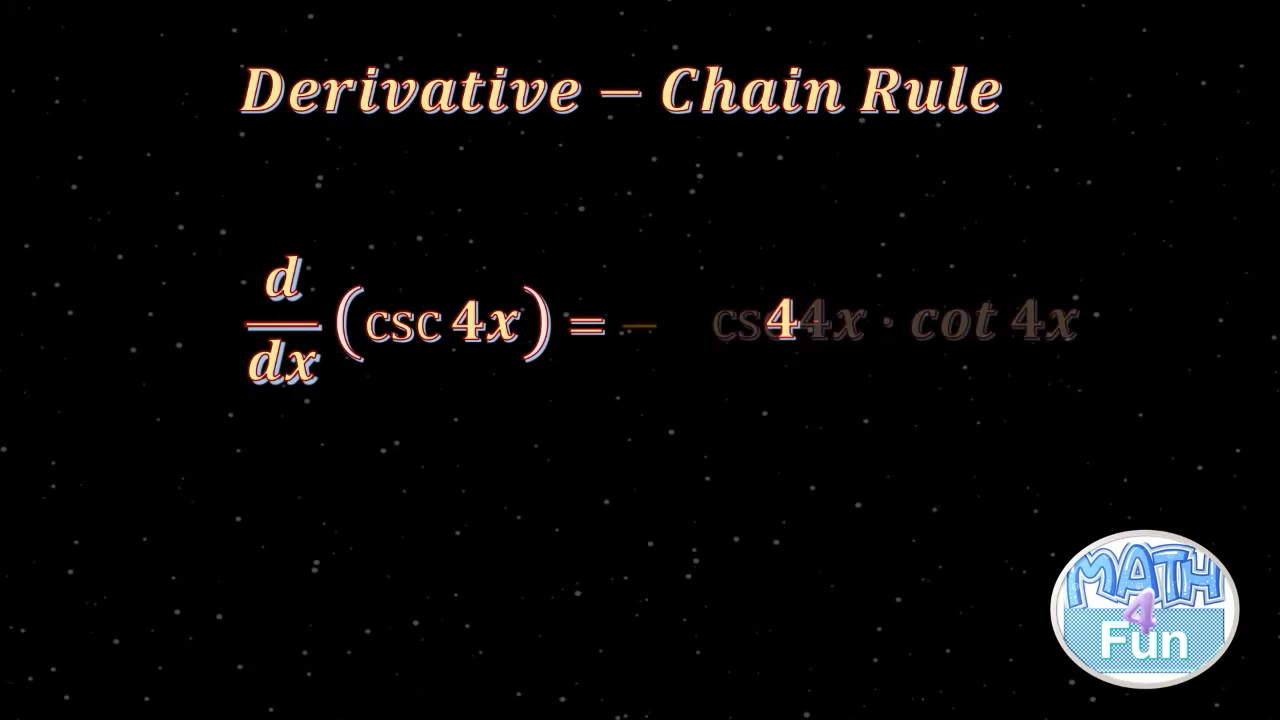 Derivative – Chain Rule
d/dx (csc 4x) = – 4 csc 4x · cot 4x
MATH
4
Fun